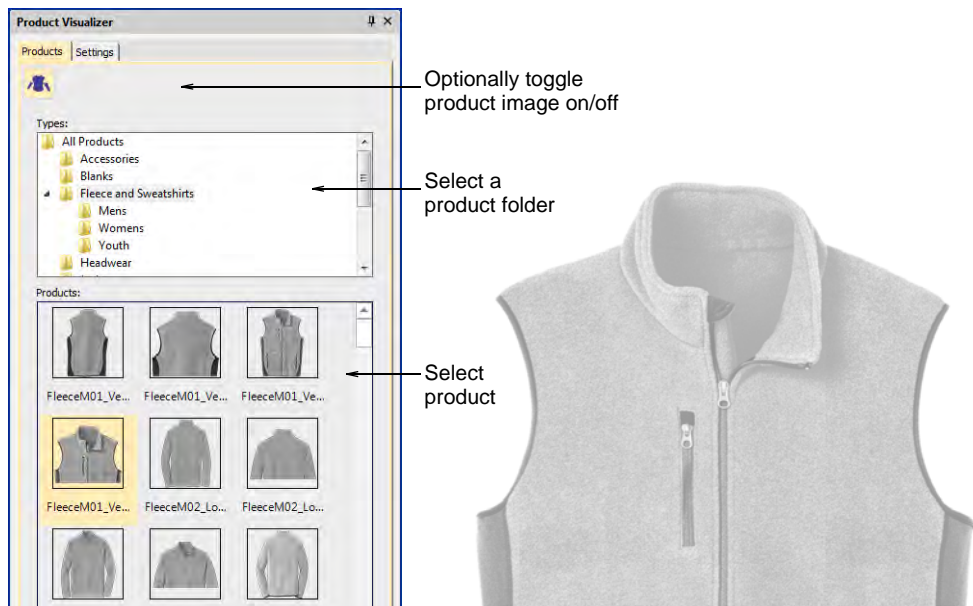 Product Visualizer
Products
Settings
Optionally toggle
product image on/off
Types:
All Products
Accessories
Blanks
Fleece and Sweatshirts
Mens
Womens
Youth
Headwear
Select a
product folder
Products:
FleeceM01_Ve...
FleeceM01_Ve...
FleeceM01_Ve...
Select
product
FleeceM01_Ve...
FleeceM02_Lo...
FleeceM02_Lo...